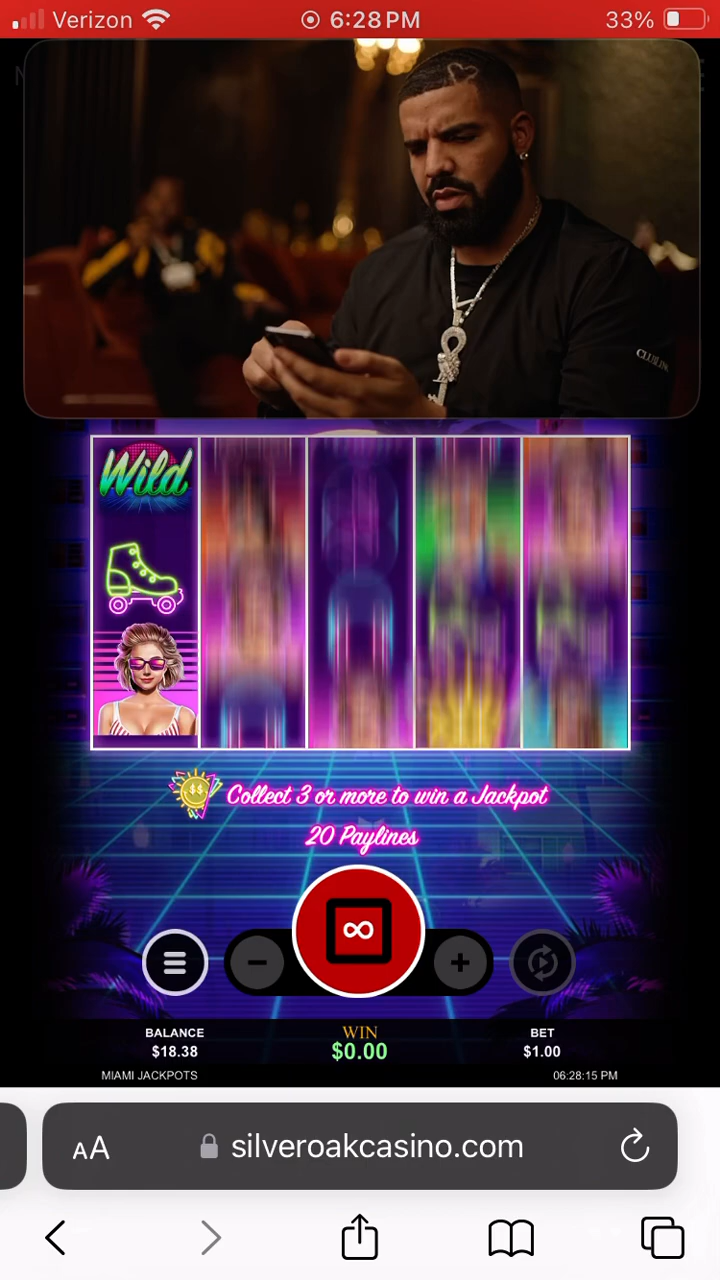 Verizon 6:28 PM 33%
Wild
Collect 3 or more to win a Jackpot
20 Paylines
∞
BALANCE WIN BET
$18.38 $0.00 $1.00
MIAMI JACKPOTS 06:28:15 PM
AA silveroakcasino.com